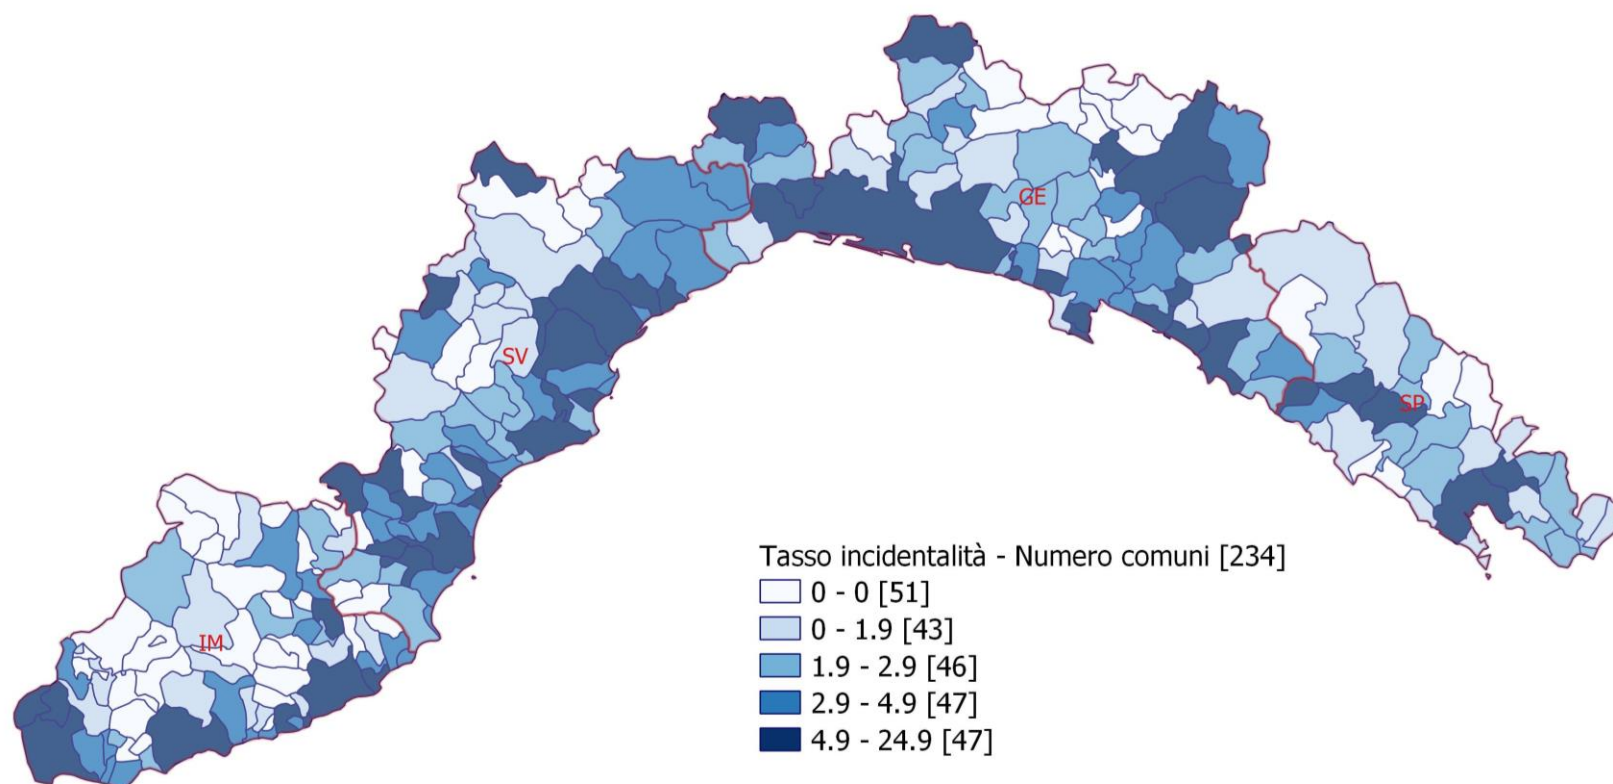 GE
SV
SP
IM
Tasso incidentalità - Numero comuni [234]
0 - 0 [51]
0 - 1.9 [43]
1.9 - 2.9 [46]
2.9 - 4.9 [47]
4.9 - 24.9 [47]